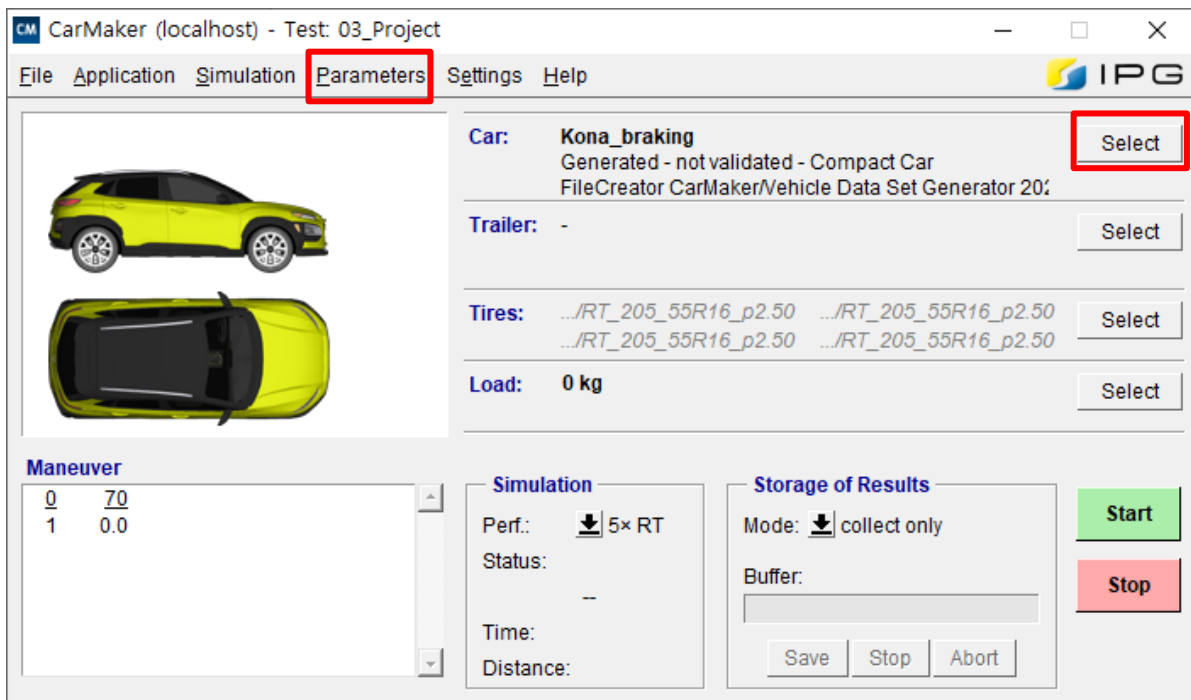 CM CarMaker (localhost) - Test: 03_Project
File Application Simulation Parameters Settings Help
IPG
Car: Kona_braking Select
Generated - not validated - Compact Car
FileCreator CarMaker/Vehicle Data Set Generator 202
Trailer: - Select
Tires: .../RT_205_55R16_p2.50 .../RT_205_55R16_p2.50 Select
.../RT_205_55R16_p2.50 .../RT_205_55R16_p2.50
Load: 0 kg Select
Maneuver
0 70
1 0.0
Simulation
Perf.: 5× RT
Status:
--
Time:
Distance:
Storage of Results
Mode: collect only
Buffer:
Save Stop Abort
Start
Stop